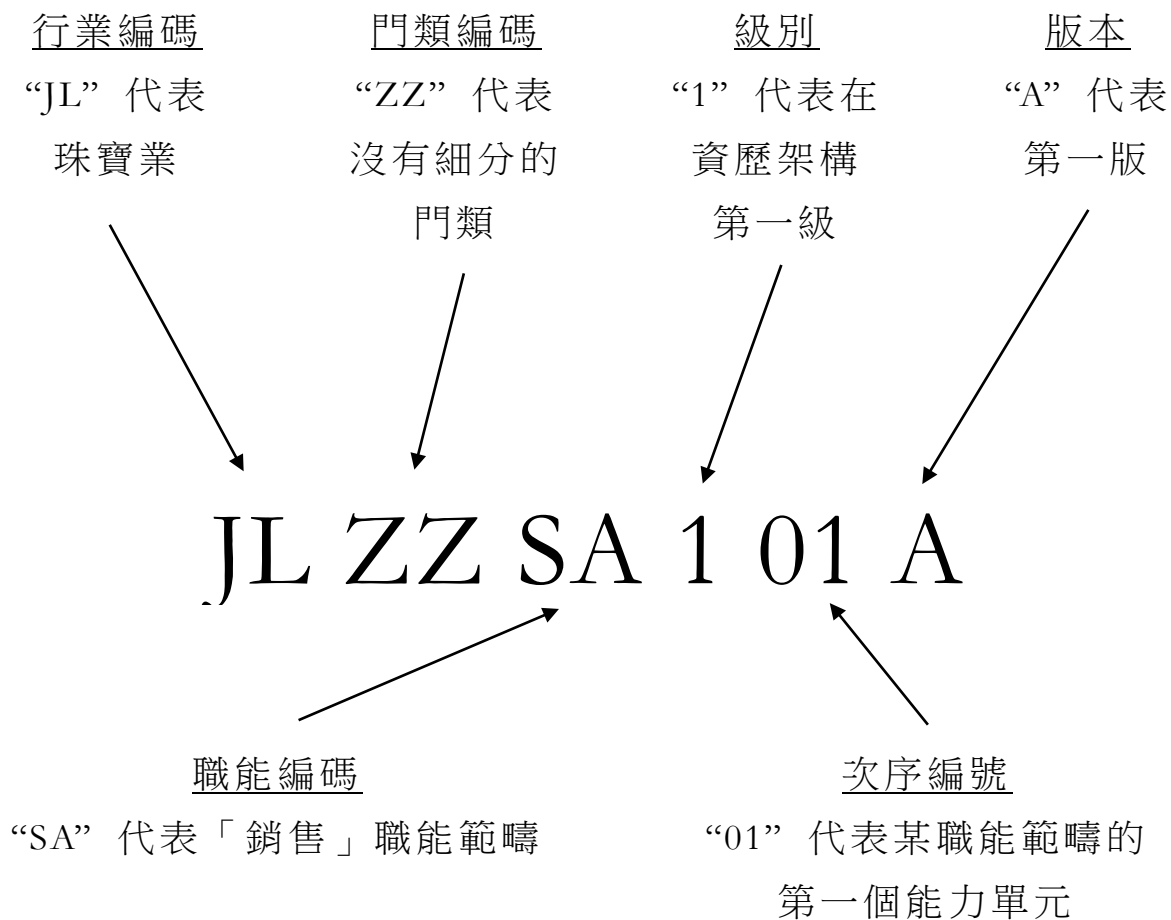 行業編碼
“JL” 代表
珠寶業
門類編碼
“ZZ” 代表
沒有細分的
門類
級別
“1” 代表在
資歷架構
第一級
版本
“A” 代表
第一版
JL ZZ SA 1 01 A
職能編碼
“SA” 代表「銷售」職能範疇
次序編號
“01” 代表某職能範疇的
第一個能力單元